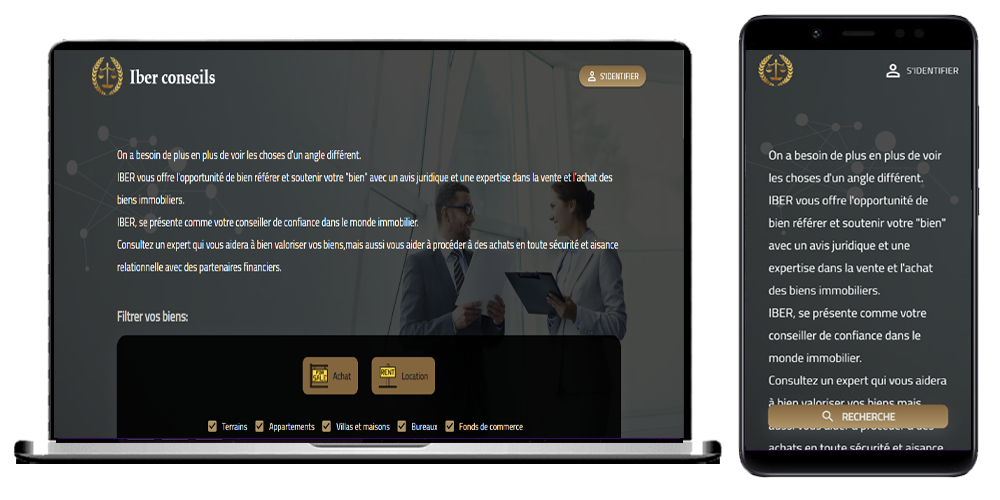 Iber conseils
S'IDENTIFIER
On a besoin de plus en plus de voir les choses d'un angle différent.
IBER vous offre l'opportunité de bien référer et soutenir votre "bien" avec un avis juridique et une expertise dans la vente et l'achat des
biens immobiliers.
IBER, se présente comme votre conseiller de confiance dans le monde immobilier.
Consultez un expert qui vous aidera à bien valoriser vos biens,mais aussi vous aider à procéder à des achats en toute sécurité et aisance
relationnelle avec des partenaires financiers.
Filtrer vos biens:
FOR
SALE
Achat
RENT
Location
Terrains
Appartements
Villas et maisons
Bureaux
Fonds de commerce
S'IDENTIFIER
On a besoin de plus en plus de voir
les choses d'un angle différent.
IBER vous offre l'opportunité de
bien référer et soutenir votre "bien"
avec un avis juridique et une
expertise dans la vente et l'achat
des biens immobiliers.
IBER, se présente comme votre
conseiller de confiance dans le
monde immobilier.
Consultez un expert qui vous aidera
à bien valoriser vos biens,mais
RECHERCHE
aussi vous aider à procéder à des
achats en toute sécurité et aisance